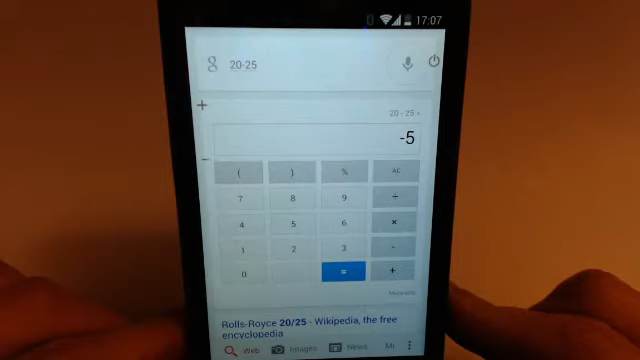 17:07
g 20-25
20 - 25 =
-5
( ) % AC
7 8 9 ÷
4 5 6 ×
1 2 3 -
0 = +
Rolls-Royce 20/25 - Wikipedia, the free
encyclopedia
Web Images News